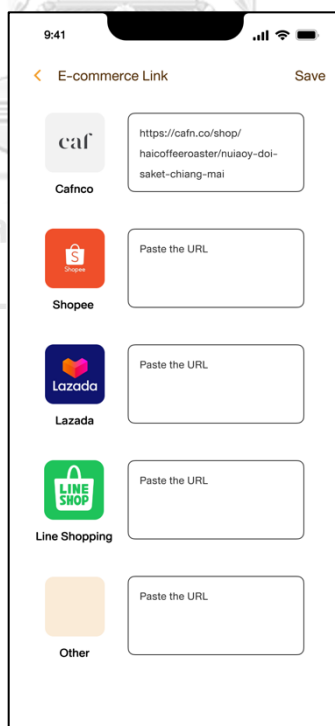 9:41
E-commerce Link
Save
caf
https://cafn.co/shop/
haicoffeeroaster/nuiaoy-doi-
saket-chiang-mai
Cafnco
S
Shopee
Paste the URL
Shopee
Lazada
Paste the URL
Lazada
LINE
SHOP
Paste the URL
Line Shopping
Paste the URL
Other